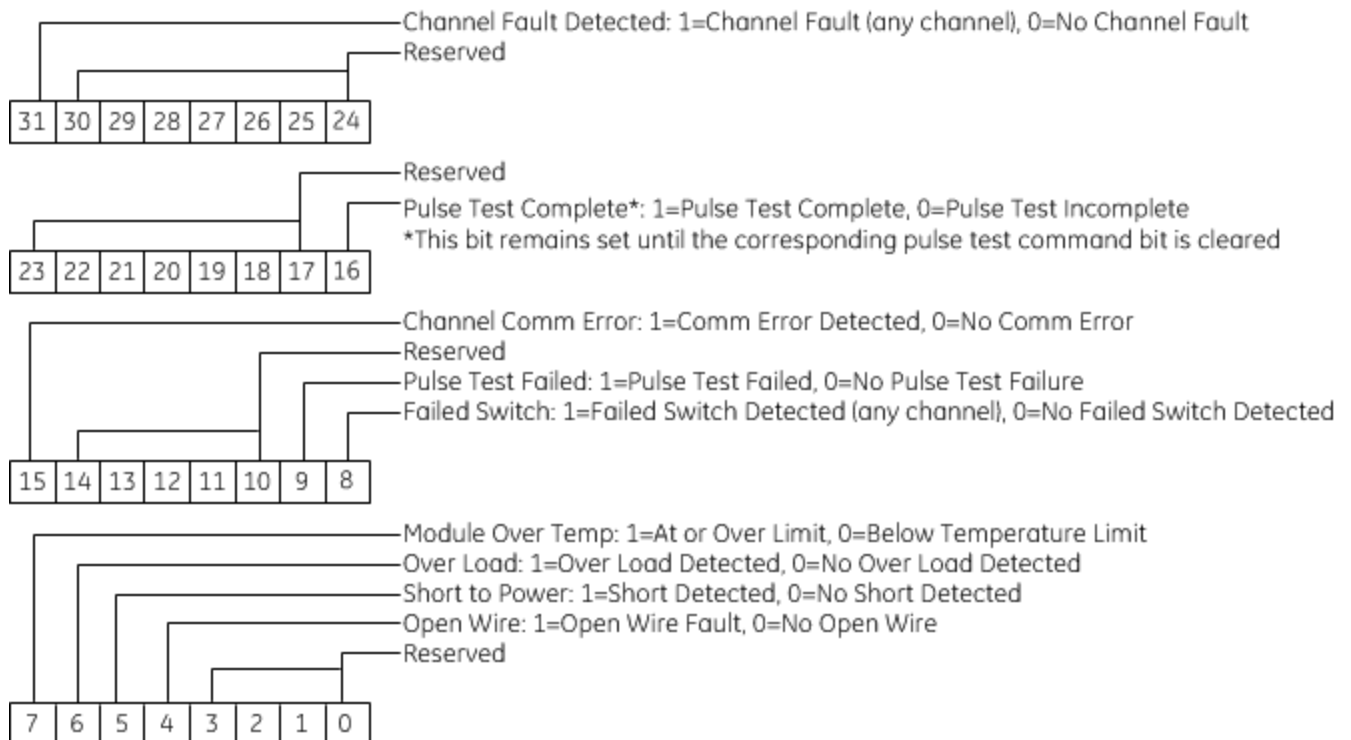 Channel Fault Detected: 1=Channel Fault (any channel), 0=No Channel Fault
Reserved
31 30 29 28 27 26 25 24
Reserved
Pulse Test Complete*: 1=Pulse Test Complete, 0=Pulse Test Incomplete
*This bit remains set until the corresponding pulse test command bit is cleared
23 22 21 20 19 18 17 16
Channel Comm Error: 1=Comm Error Detected, 0=No Comm Error
Reserved
Pulse Test Failed: 1=Pulse Test Failed, 0=No Pulse Test Failure
Failed Switch: 1=Failed Switch Detected (any channel), 0=No Failed Switch Detected
15 14 13 12 11 10 9 8
Module Over Temp: 1=At or Over Limit, 0=Below Temperature Limit
Over Load: 1=Over Load Detected, 0=No Over Load Detected
Short to Power: 1=Short Detected, 0=No Short Detected
Open Wire: 1=Open Wire Fault, 0=No Open Wire
Reserved
7 6 5 4 3 2 1 0